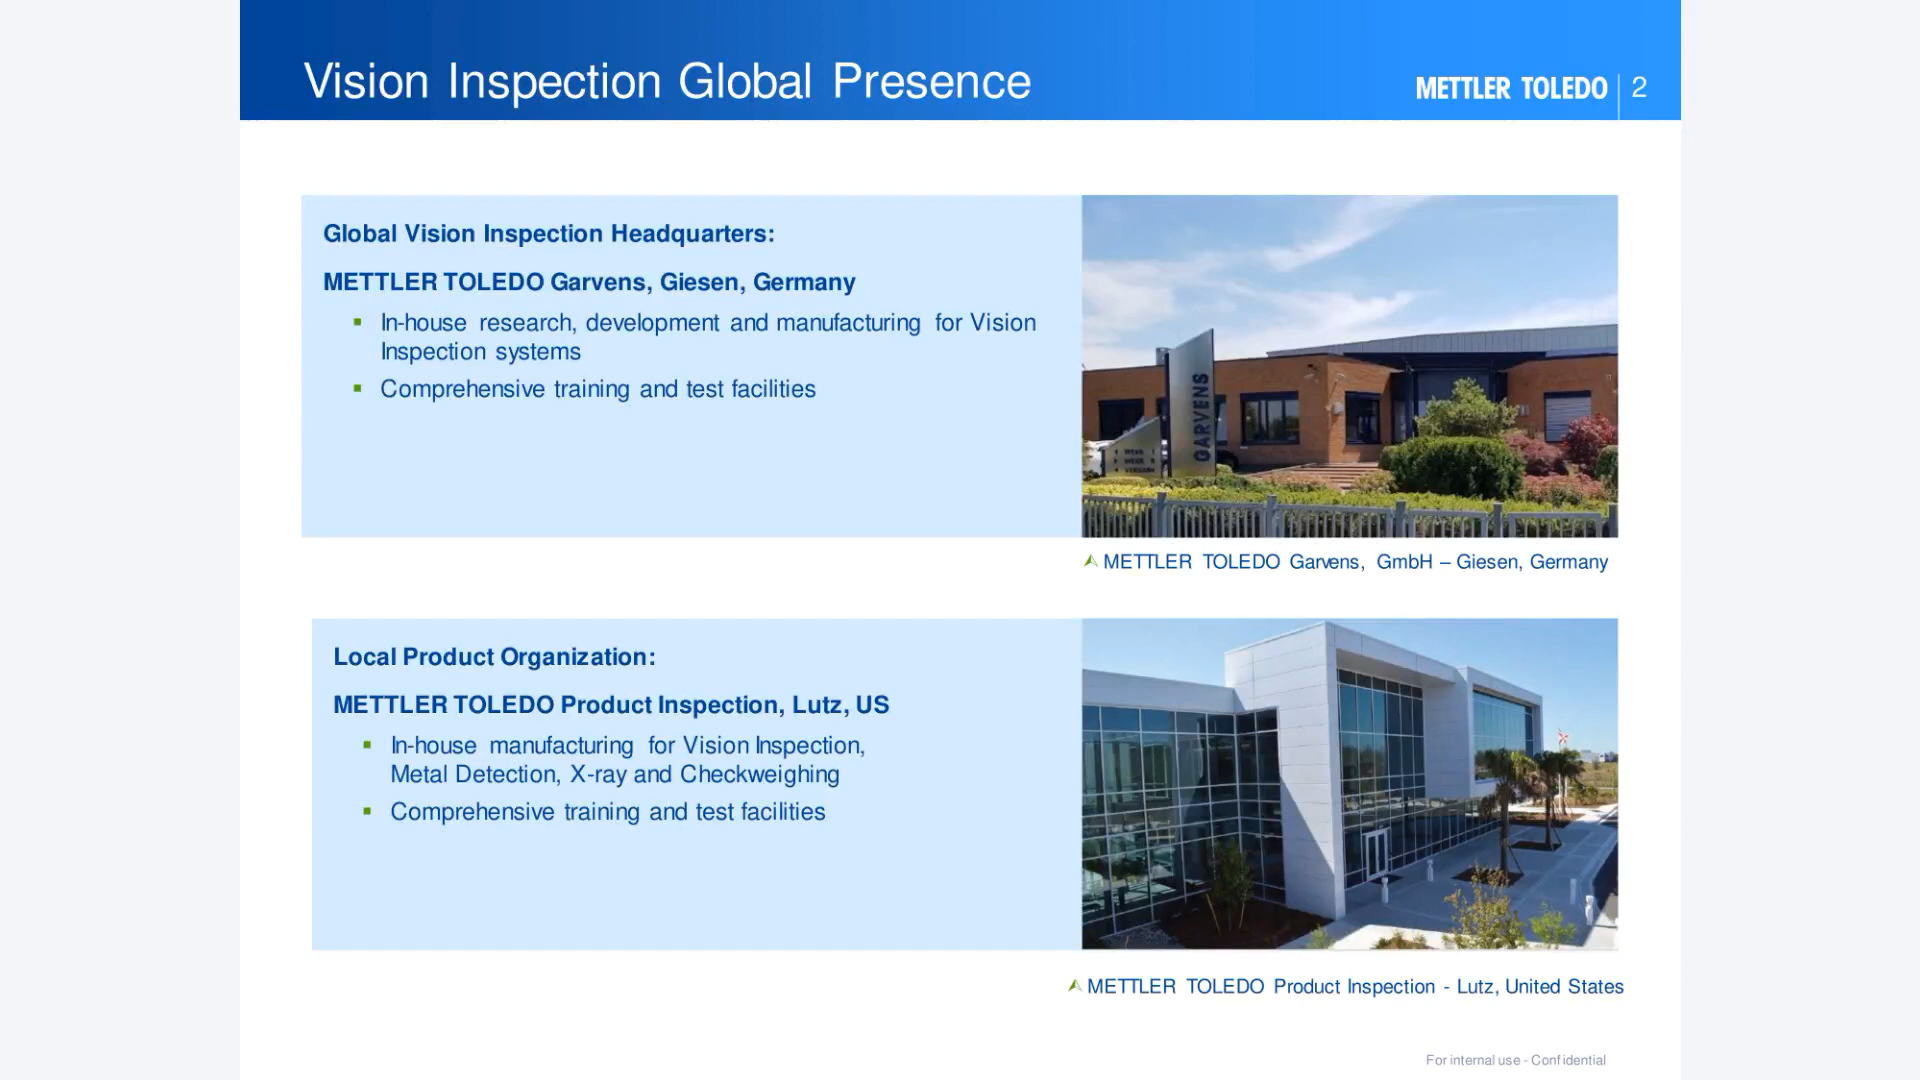 Vision Inspection Global Presence
METTLER TOLEDO 2
Global Vision Inspection Headquarters:
METTLER TOLEDO Garvens, Giesen, Germany
▪ In-house research, development and manufacturing for Vision
Inspection systems
▪ Comprehensive training and test facilities
GARVENS
METTLER TOLEDO Garvens, GmbH – Giesen, Germany
Local Product Organization:
METTLER TOLEDO Product Inspection, Lutz, US
▪ In-house manufacturing for Vision Inspection,
Metal Detection, X-ray and Checkweighing
▪ Comprehensive training and test facilities
METTLER TOLEDO Product Inspection - Lutz, United States
For internal use - Confidential